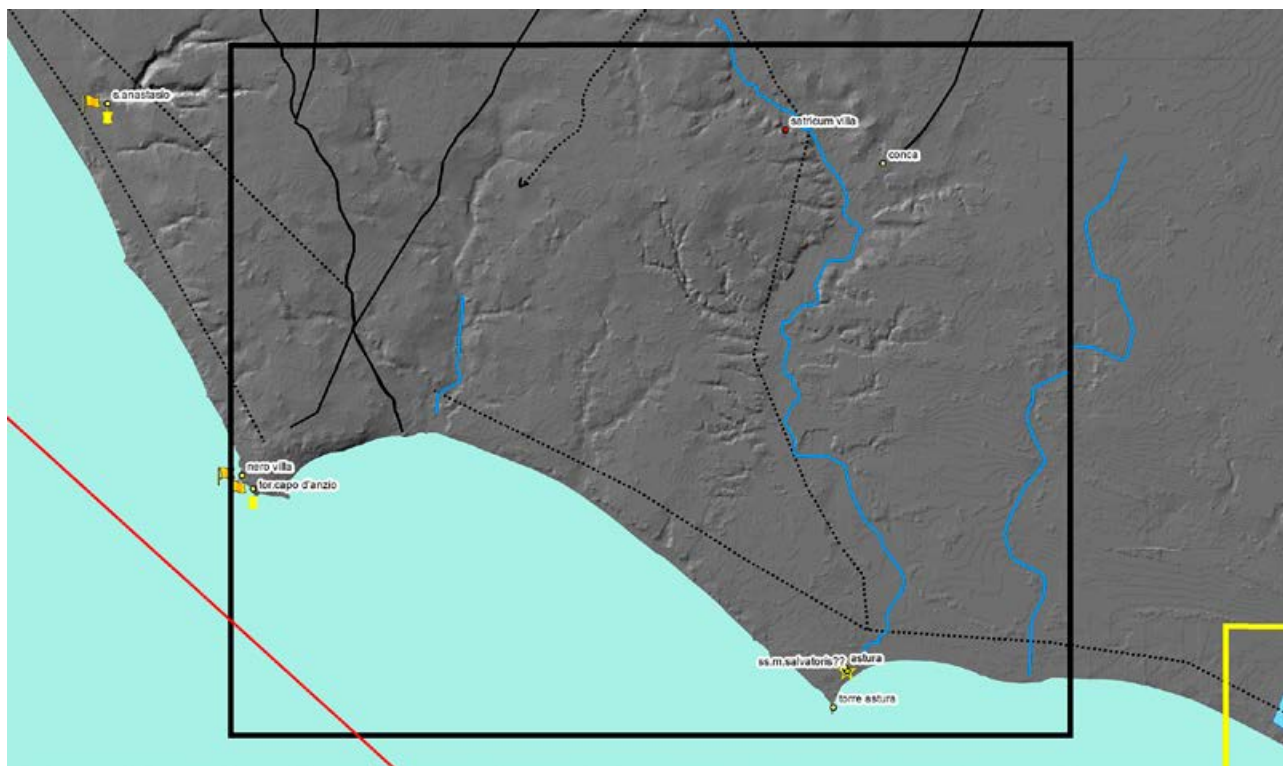 s.anastasio
satricum villa
conca
nero villa
tor.capo d'anzio
ss.m.salvatoris?? astura
torre astura